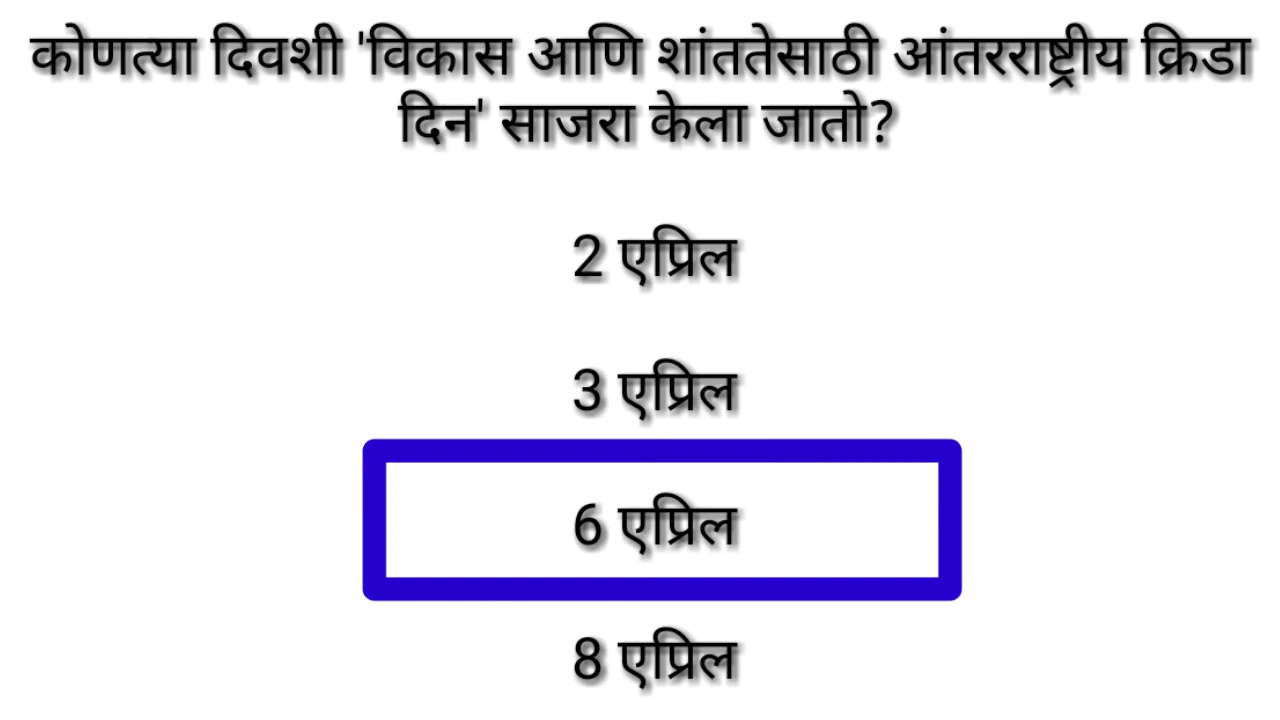 कोणत्या दिवशी 'विकास आणि शांततेसाठी आंतरराष्ट्रीय क्रिडा
दिन' साजरा केला जातो?
2 एप्रिल
3 एप्रिल
6 एप्रिल
8 एप्रिल